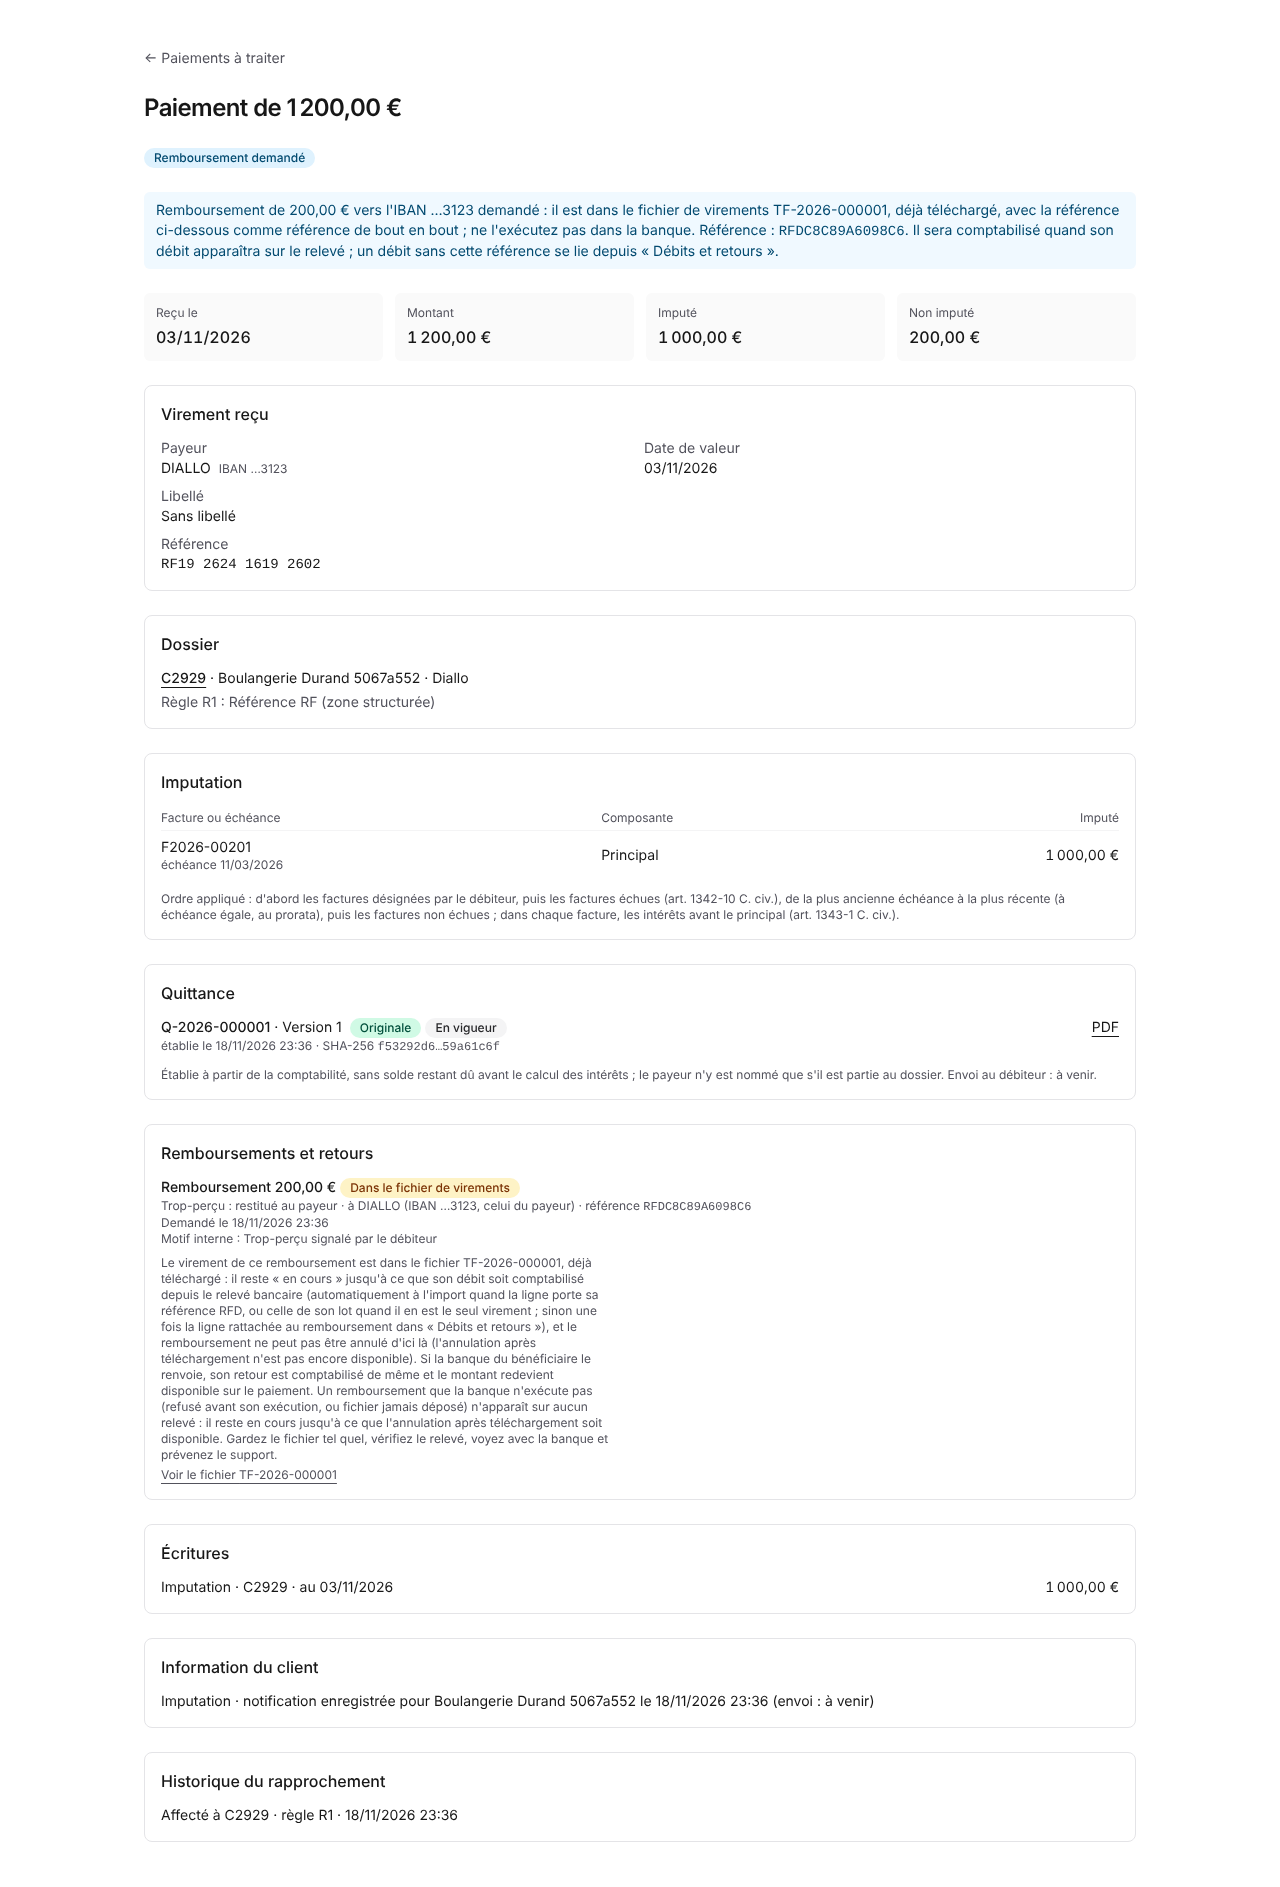 ← Paiements à traiter
Paiement de 1 200,00 €
Remboursement demandé
Remboursement de 200,00 € vers l'IBAN …3123 demandé : il est dans le fichier de virements TF-2026-000001, déjà téléchargé, avec la référence
ci-dessous comme référence de bout en bout ; ne l'exécutez pas dans la banque. Référence : RFDC8C89A6098C6. Il sera comptabilisé quand son
débit apparaîtra sur le relevé ; un débit sans cette référence se lie depuis « Débits et retours ».
Reçu le
03/11/2026
Montant
1 200,00 €
Imputé
1 000,00 €
Non imputé
200,00 €
Virement reçu
Payeur
DIALLO IBAN …3123
Date de valeur
03/11/2026
Libellé
Sans libellé
Référence
RF19 2624 1619 2602
Dossier
C2929 · Boulangerie Durand 5067a552 · Diallo
Règle R1 : Référence RF (zone structurée)
Imputation
Facture ou échéance Composante Imputé
F2026-00201
échéance 11/03/2026
Principal
1 000,00 €
Ordre appliqué : d'abord les factures désignées par le débiteur, puis les factures échues (art. 1342-10 C. civ.), de la plus ancienne échéance à la plus récente (à
échéance égale, au prorata), puis les factures non échues ; dans chaque facture, les intérêts avant le principal (art. 1343-1 C. civ.).
Quittance
Q-2026-000001 · Version 1 Originale En vigueur PDF
établie le 18/11/2026 23:36 · SHA-256 f53292d6…59a61c6f
Établie à partir de la comptabilité, sans solde restant dû avant le calcul des intérêts ; le payeur n'y est nommé que s'il est partie au dossier. Envoi au débiteur : à venir.
Remboursements et retours
Remboursement 200,00 € Dans le fichier de virements
Trop-perçu : restitué au payeur · à DIALLO (IBAN …3123, celui du payeur) · référence RFDC8C89A6098C6
Demandé le 18/11/2026 23:36
Motif interne : Trop-perçu signalé par le débiteur
Le virement de ce remboursement est dans le fichier TF-2026-000001, déjà
téléchargé : il reste « en cours » jusqu'à ce que son débit soit comptabilisé
depuis le relevé bancaire (automatiquement à l'import quand la ligne porte sa
référence RFD, ou celle de son lot quand il en est le seul virement ; sinon une
fois la ligne rattachée au remboursement dans « Débits et retours »), et le
remboursement ne peut pas être annulé d'ici là (l'annulation après
téléchargement n'est pas encore disponible). Si la banque du bénéficiaire le
renvoie, son retour est comptabilisé de même et le montant redevient
disponible sur le paiement. Un remboursement que la banque n'exécute pas
(refusé avant son exécution, ou fichier jamais déposé) n'apparaît sur aucun
relevé : il reste en cours jusqu'à ce que l'annulation après téléchargement soit
disponible. Gardez le fichier tel quel, vérifiez le relevé, voyez avec la banque et
prévenez le support.
Voir le fichier TF-2026-000001
Écritures
Imputation · C2929 · au 03/11/2026 1 000,00 €
Information du client
Imputation · notification enregistrée pour Boulangerie Durand 5067a552 le 18/11/2026 23:36 (envoi : à venir)
Historique du rapprochement
Affecté à C2929 · règle R1 · 18/11/2026 23:36